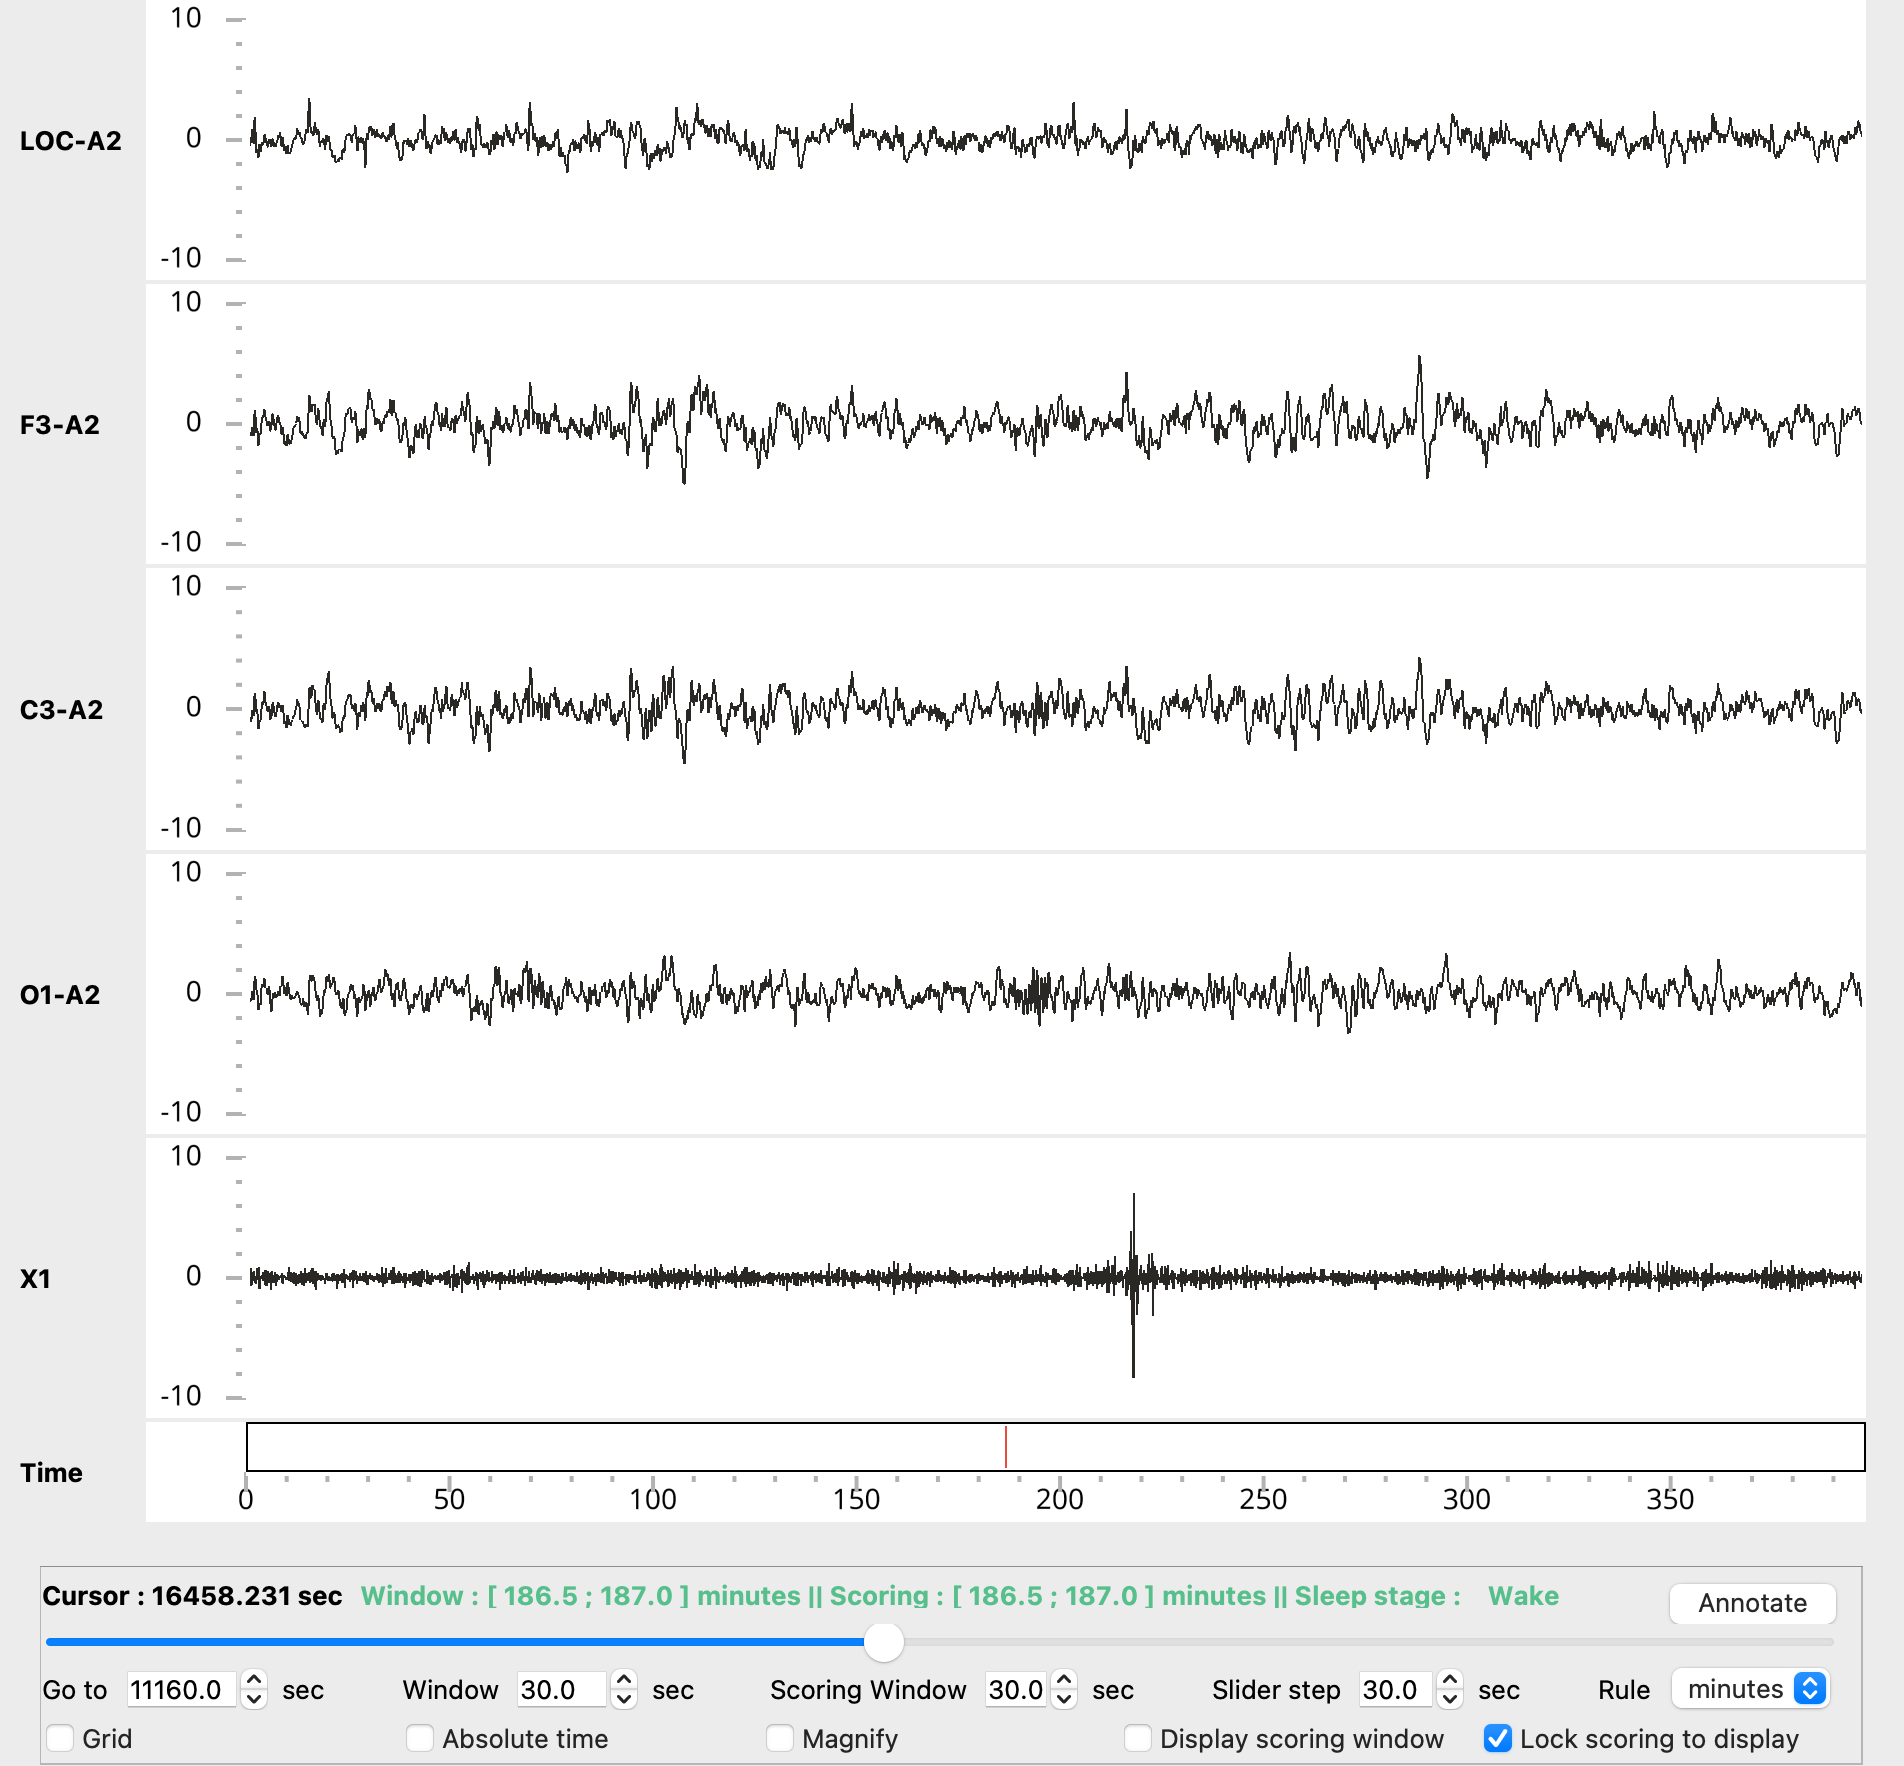 10
LOC-A2 0
-10
10
F3-A2 0
-10
10
C3-A2 0
-10
10
O1-A2 0
-10
10
X1 0
-10
Time
0 50 100 150 200 250 300 350
Cursor : 16458.231 sec Window : [ 186.5 ; 187.0 ] minutes || Scoring : [ 186.5 ; 187.0 ] minutes || Sleep stage : Wake Annotate
Go to 11160.0 sec Window 30.0 sec Scoring Window 30.0 sec Slider step 30.0 sec Rule minutes
Grid Absolute time Magnify Display scoring window Lock scoring to display